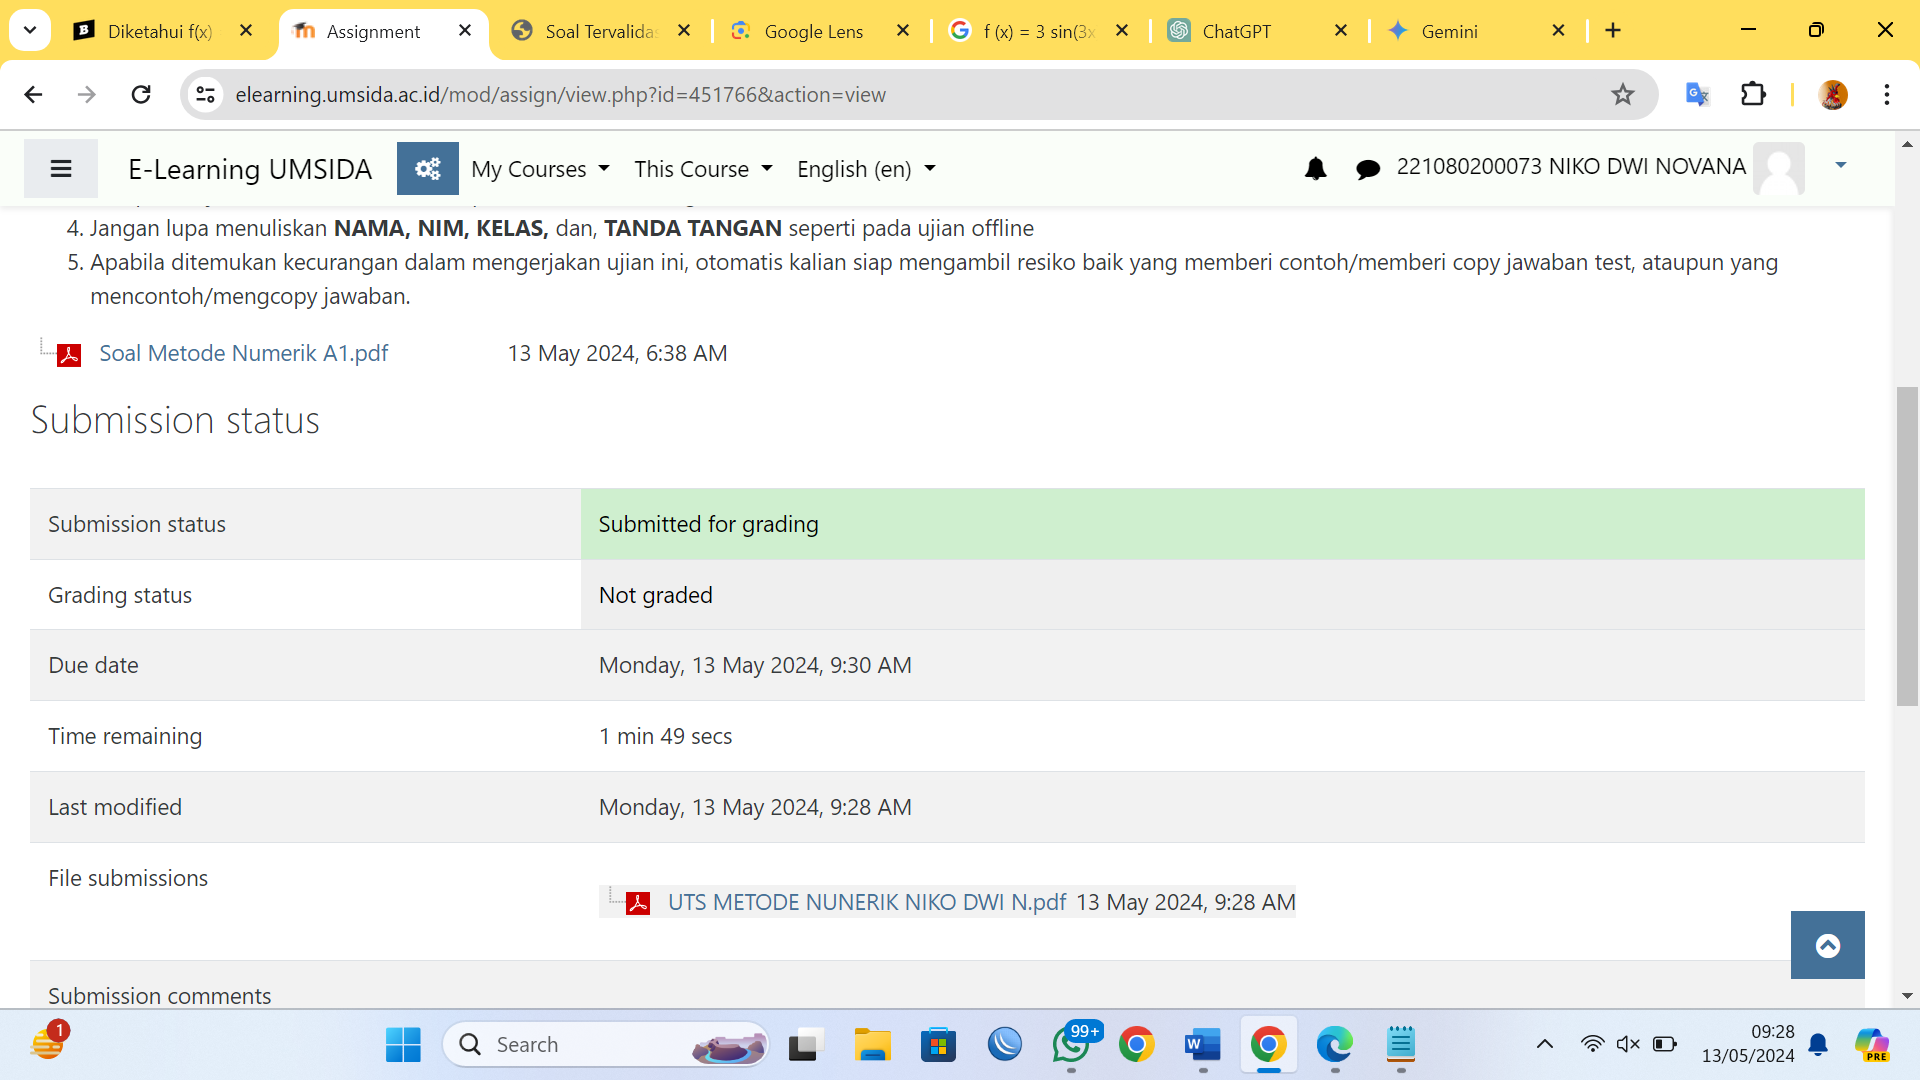 Diketahui f(x)
Assignment
Soal Tervalidas
Google Lens
f (x) = 3 sin(3x
ChatGPT
Gemini
elearning.umsida.ac.id/mod/assign/view.php?id=451766&action=view
E-Learning UMSIDA
My Courses
This Course
English (en)
221080200073 NIKO DWI NOVANA
4. Jangan lupa menuliskan NAMA, NIM, KELAS, dan, TANDA TANGAN seperti pada ujian offline
5. Apabila ditemukan kecurangan dalam mengerjakan ujian ini, otomatis kalian siap mengambil resiko baik yang memberi contoh/memberi copy jawaban test, ataupun yang
mencontoh/mengcopy jawaban.
Soal Metode Numerik A1.pdf 13 May 2024, 6:38 AM
Submission status
Submission status Submitted for grading
Grading status Not graded
Due date Monday, 13 May 2024, 9:30 AM
Time remaining 1 min 49 secs
Last modified Monday, 13 May 2024, 9:28 AM
File submissions
UTS METODE NUNERIK NIKO DWI N.pdf 13 May 2024, 9:28 AM
Submission comments
1
Search
99+
09:28
13/05/2024
PRE